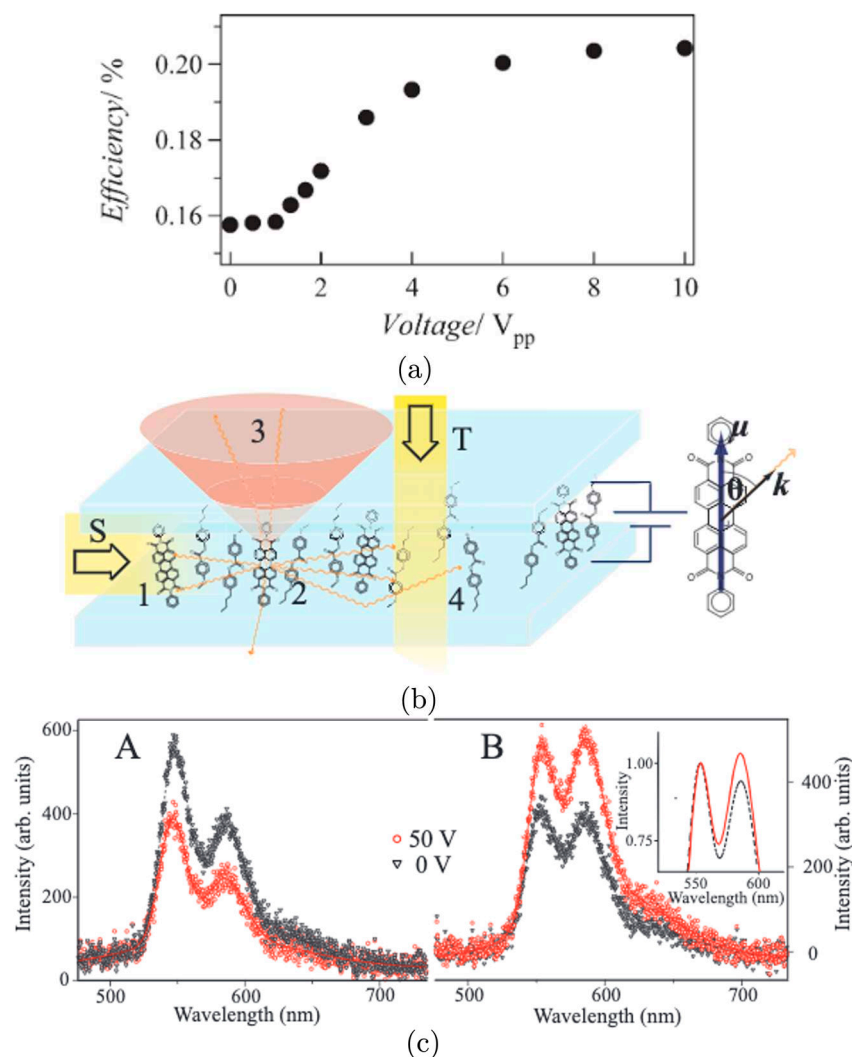 Efficiency/ %
0.20
0.18
0.16
0 2 4 6 8 10
Voltage/ Vpp
(a)
3
T
S
1
2
4
μ
θ
k
O O
O O
(b)
A
B
600
400
200
0
Intensity (arb. units)
500 600 700
Wavelength (nm)
50 V
0 V
1.00
0.75
Intensity
550 600
Wavelength (nm)
400
200
0
Intensity (arb. units)
500 600 700
Wavelength (nm)
(c)